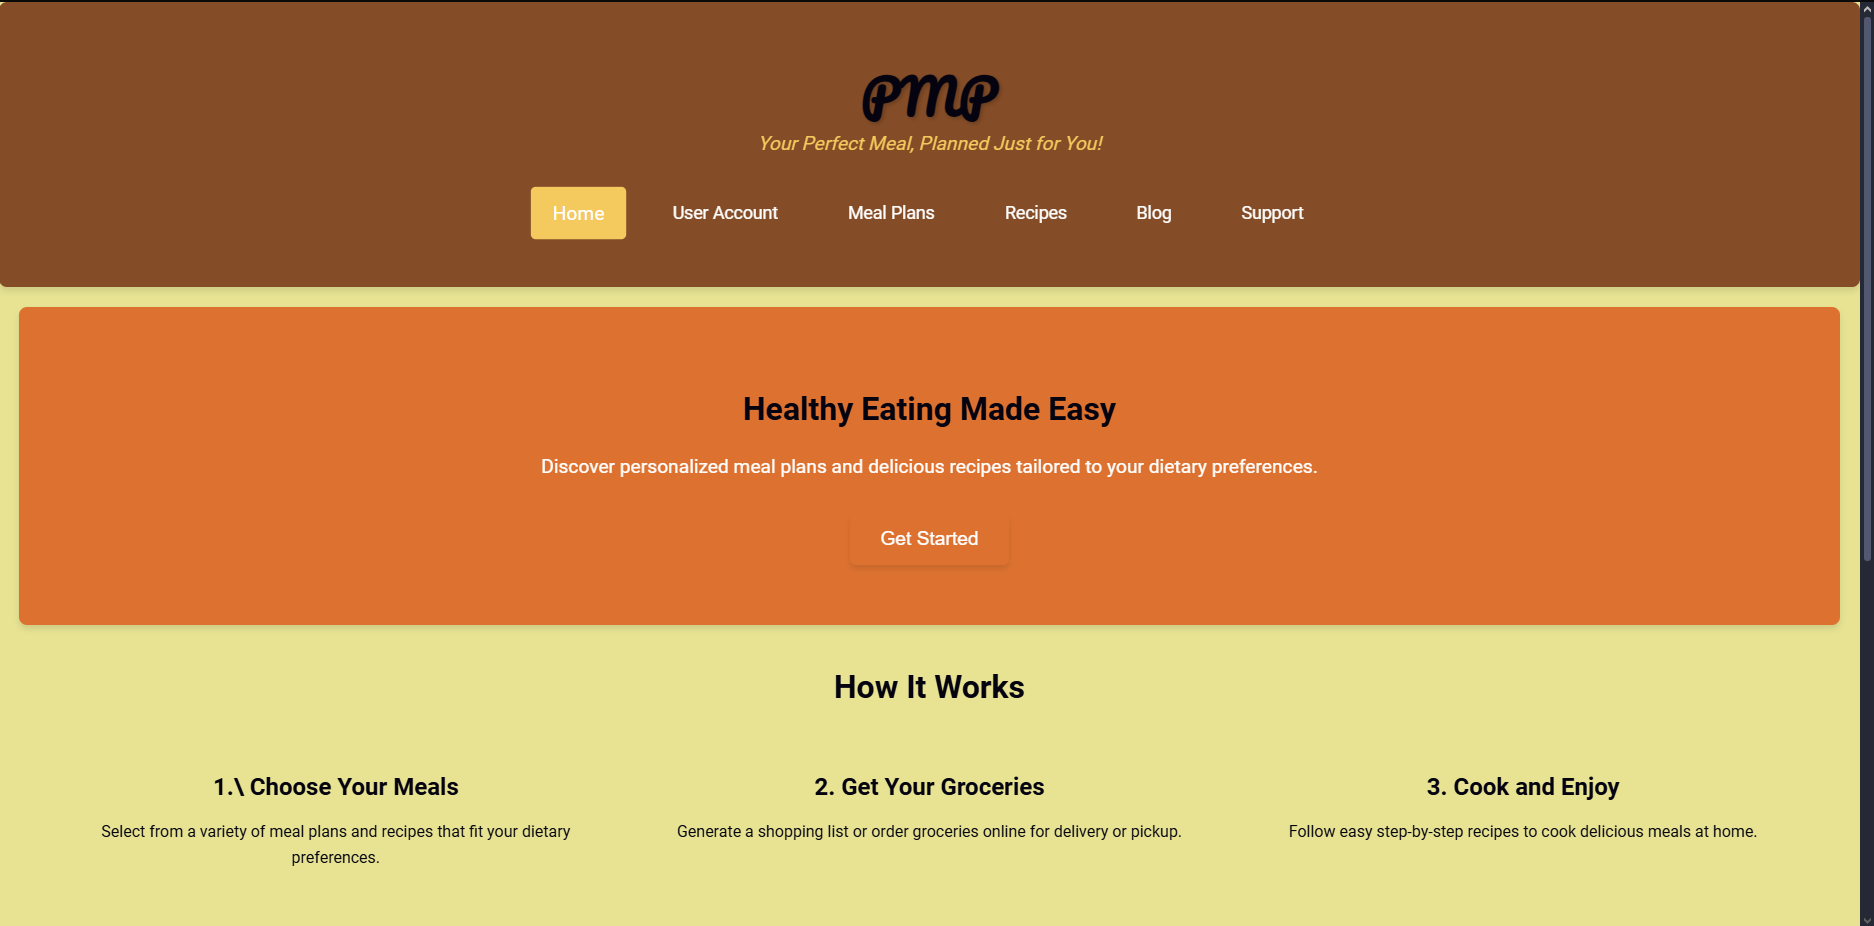 PMP
Your Perfect Meal, Planned Just for You!
Home User Account Meal Plans Recipes Blog Support
Healthy Eating Made Easy
Discover personalized meal plans and delicious recipes tailored to your dietary preferences.
Get Started
How It Works
1.\ Choose Your Meals
Select from a variety of meal plans and recipes that fit your dietary
preferences.
2. Get Your Groceries
Generate a shopping list or order groceries online for delivery or pickup.
3. Cook and Enjoy
Follow easy step-by-step recipes to cook delicious meals at home.